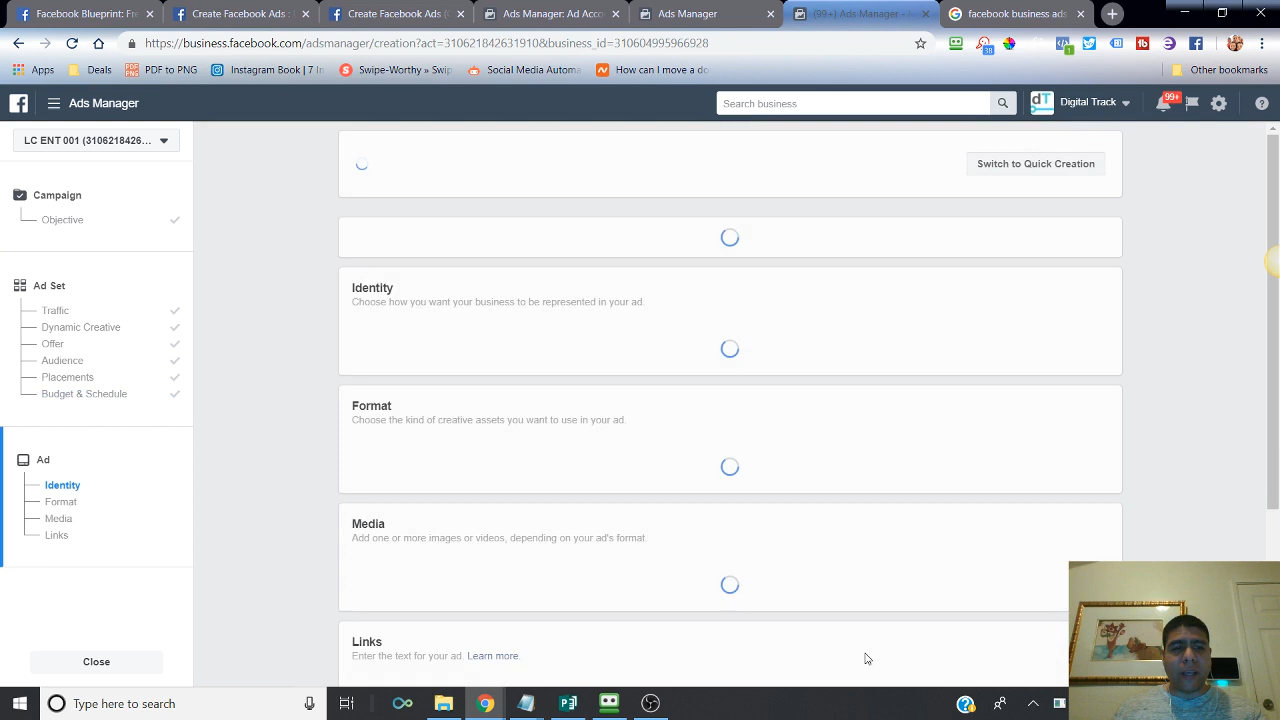 Facebook Blueprint: Fre
Create Facebook Ads :
Create Facebook Ads (
Ads Manager: Ad Acco
Ads Manager
(99+) Ads Manager - A
facebook business ads
https://business.facebook.com/adsmanager/creation?act=310621842631910&business_id=310604995966928
Apps
Deals
PDF to PNG
Instagram Book | 7 In
Swipe-Worthy » Swip
Social Media Automa
How can I move a do
Other bookmarks
Ads Manager
Search business
Digital Track
99+
LC ENT 001 (3106218426...
Switch to Quick Creation
Campaign
Objective
Identity
Choose how you want your business to be represented in your ad.
Ad Set
Traffic
Dynamic Creative
Offer
Audience
Placements
Budget & Schedule
Format
Choose the kind of creative assets you want to use in your ad.
Ad
Identity
Format
Media
Links
Media
Add one or more images or videos, depending on your ad's format.
Links
Enter the text for your ad. Learn more.
Close
Type here to search